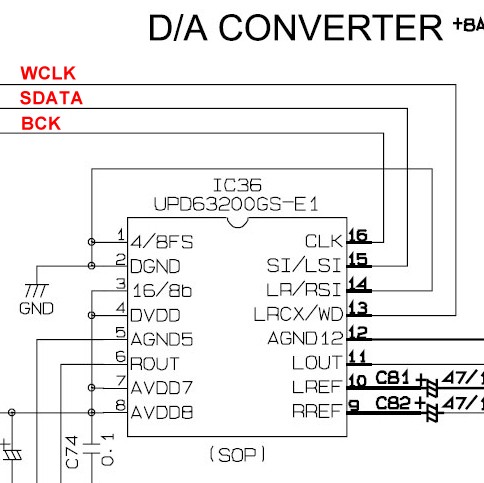 D/A CONVERTER +8A
WCLK
SDATA
BCK
IC36
UPD63200GS-E1
1 4/8FS CLK 16
2 DGND SI/LSI 15
3 16/8b LR/RSI 14
GND
4 DVDD LRCX/WD 13
5 AGND5 AGND12 12
6 ROUT LOUT 11
7 AVDD7 LREF 10 C81 + 47/1
8 AVDD8 RREF 9 C82 + 47/1
+ C74 0.1
(SOP)